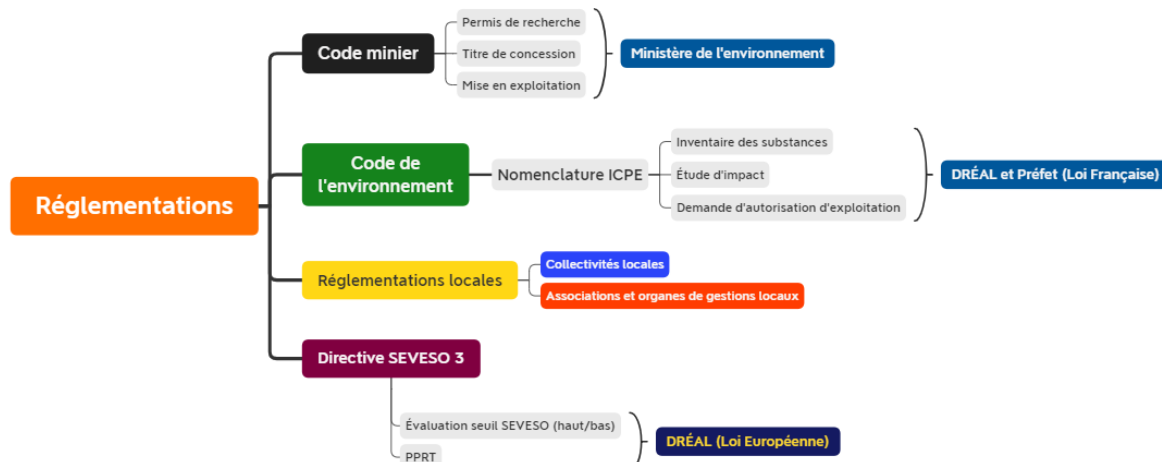 Réglementations
Code minier
Permis de recherche
Titre de concession
Mise en exploitation
Ministère de l'environnement
Code de
l'environnement
Nomenclature ICPE
Inventaire des substances
Étude d'impact
Demande d'autorisation d'exploitation
DRÉAL et Préfet (Loi Française)
Réglementations locales
Collectivités locales
Associations et organes de gestions locaux
Directive SEVESO 3
Évaluation seuil SEVESO (haut/bas)
PPRT
DRÉAL (Loi Européenne)